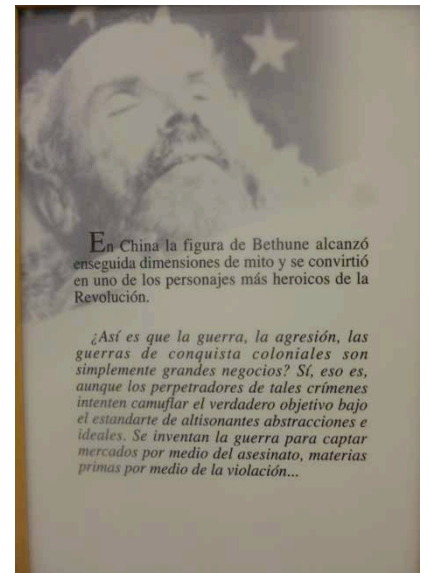 En China la figura de Bethune alcanzó
enseguida dimensiones de mito y se convirtió
en uno de los personajes más heroicos de la
Revolución.
¿Así es que la guerra, la agresión, las
guerras de conquista coloniales son
simplemente grandes negocios? Sí, eso es,
aunque los perpetradores de tales crímenes
intenten camuflar el verdadero objetivo bajo
el estandarte de altisonantes abstracciones e
ideales. Se inventan la guerra para captar
mercados por medio del asesinato, materias
primas por medio de la violación...